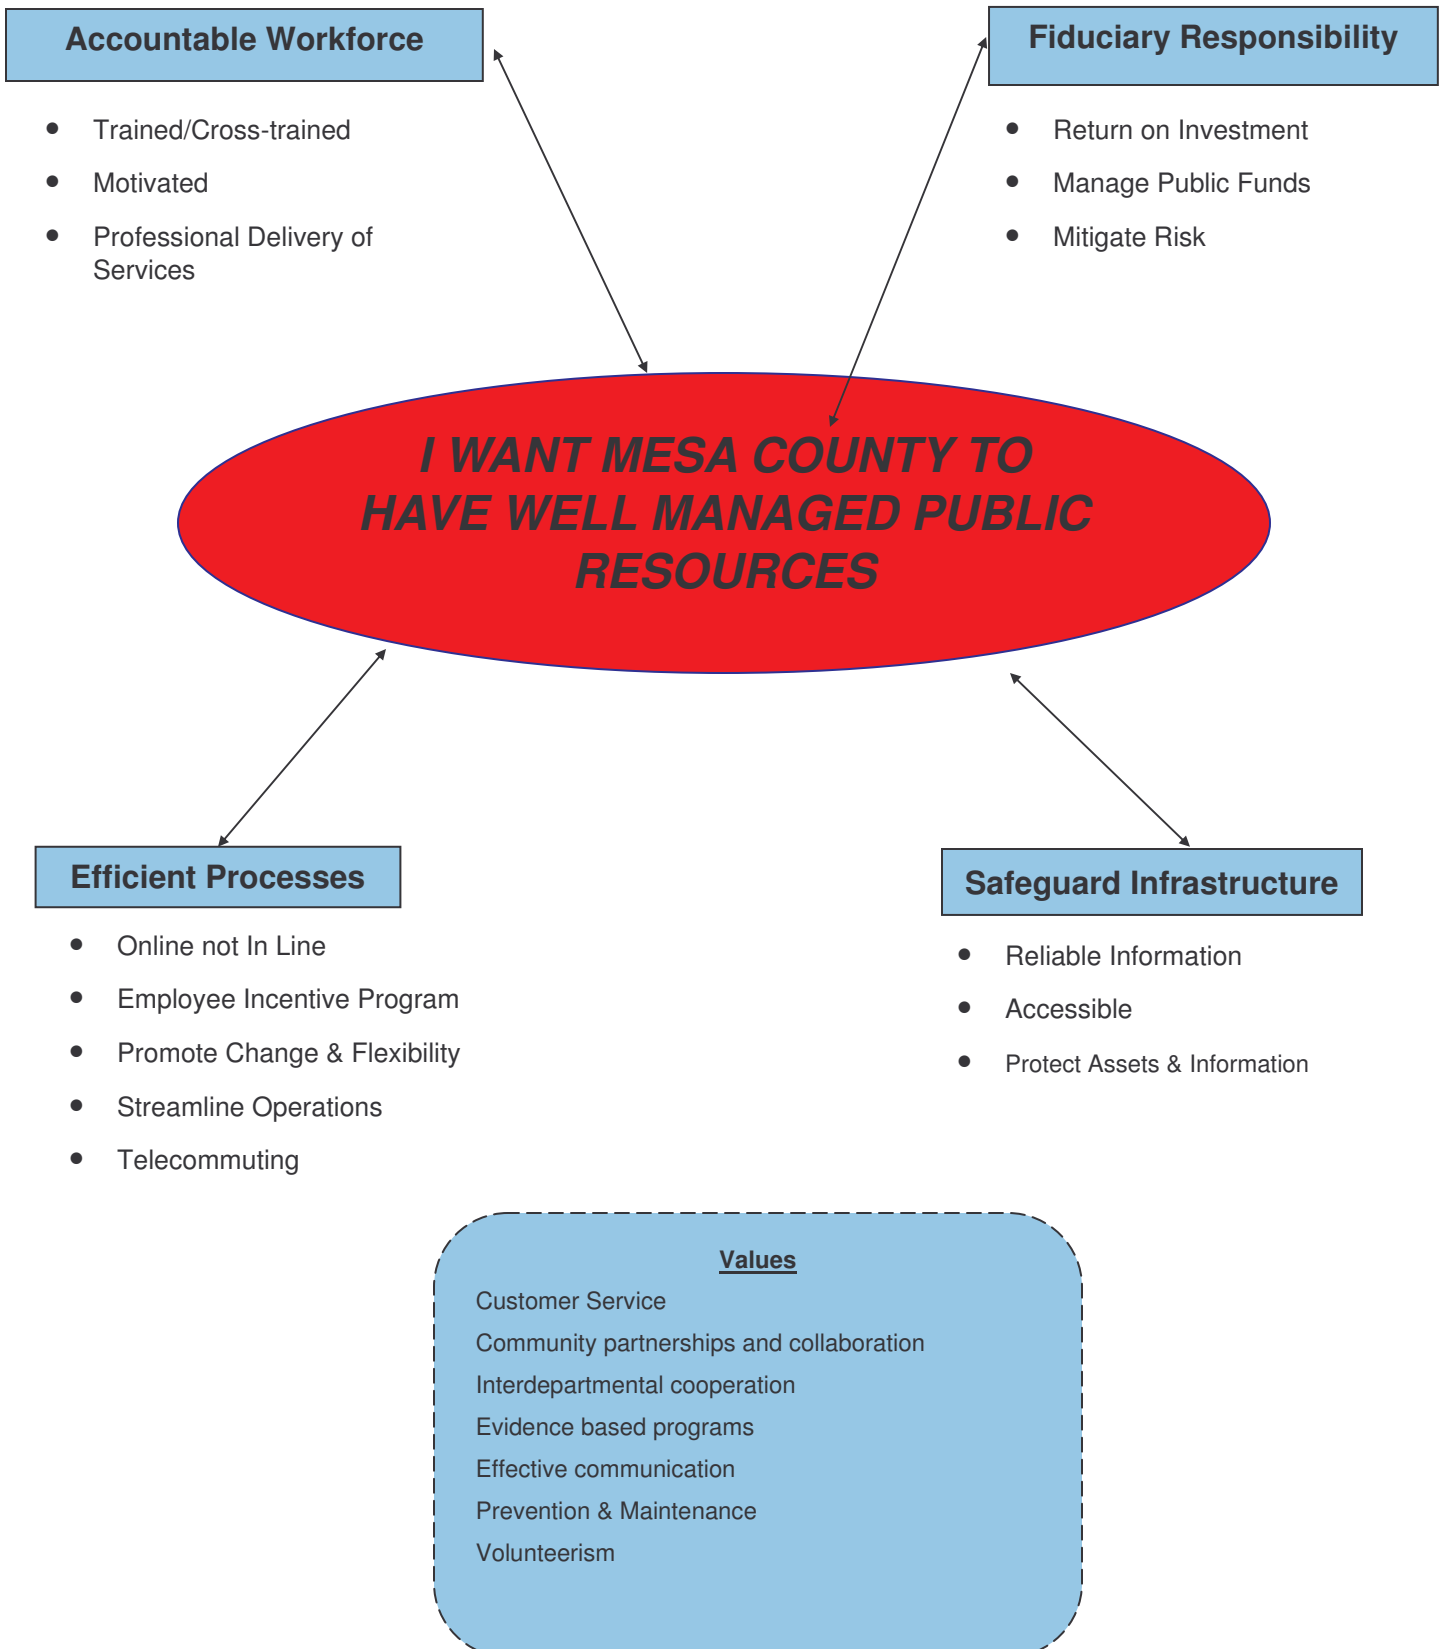 Accountable Workforce
• Trained/Cross-trained
• Motivated
• Professional Delivery of
Services
Fiduciary Responsibility
• Return on Investment
• Manage Public Funds
• Mitigate Risk
I WANT MESA COUNTY TO
HAVE WELL MANAGED PUBLIC
RESOURCES
Efficient Processes
• Online not In Line
• Employee Incentive Program
• Promote Change & Flexibility
• Streamline Operations
• Telecommuting
Safeguard Infrastructure
• Reliable Information
• Accessible
• Protect Assets & Information
Values
Customer Service
Community partnerships and collaboration
Interdepartmental cooperation
Evidence based programs
Effective communication
Prevention & Maintenance
Volunteerism